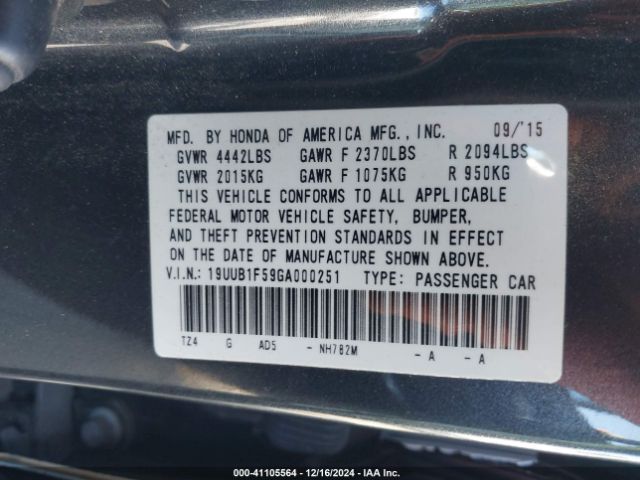 MFD. BY HONDA OF AMERICA MFG., INC. 09/'15
GVWR 4442LBS GAWR F 2370LBS R 2094LBS
GVWR 2015KG GAWR F 1075KG R 950KG
THIS VEHICLE CONFORMS TO ALL APPLICABLE
FEDERAL MOTOR VEHICLE SAFETY, BUMPER,
AND THEFT PREVENTION STANDARDS IN EFFECT
ON THE DATE OF MANUFACTURE SHOWN ABOVE.
V.I.N.: 19UUB1F59GA000251 TYPE: PASSENGER CAR
TZ4 G AD5 - NH782M - A - A
000-41105564 - 12/16/2024 - IAA Inc.